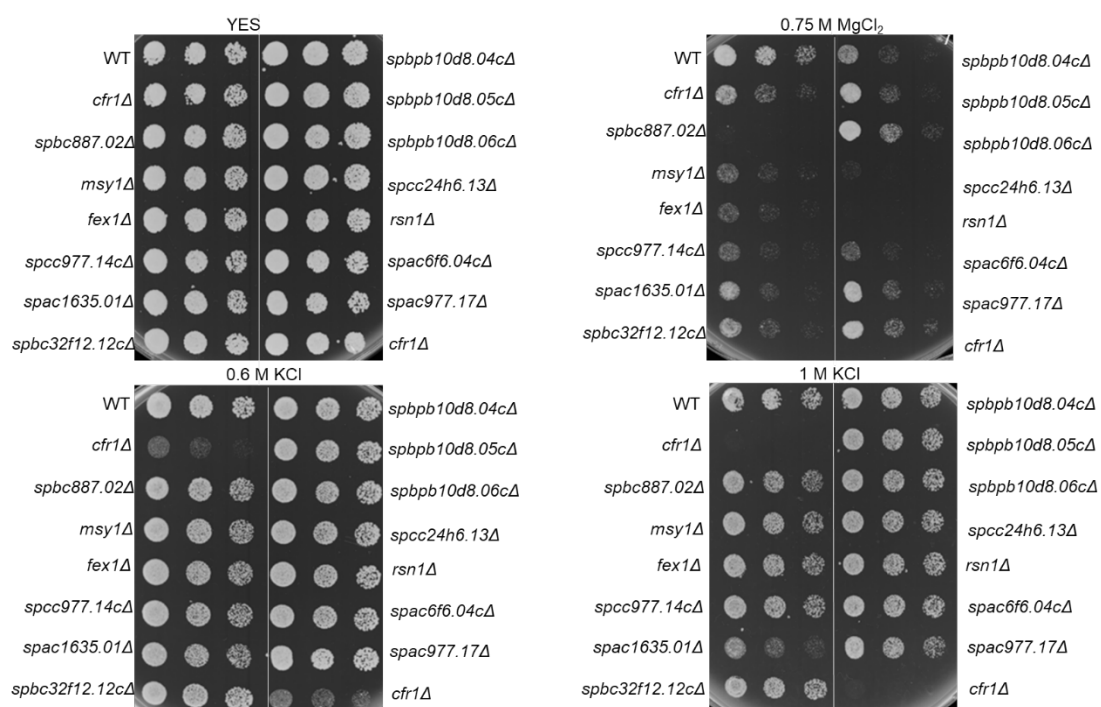 YES
WT
spbpb10d8.04cΔ
cfr1Δ
spbpb10d8.05cΔ
spbc887.02Δ
spbpb10d8.06cΔ
msy1Δ
spcc24h6.13Δ
fex1Δ
rsn1Δ
spcc977.14cΔ
spac6f6.04cΔ
spac1635.01Δ
spac977.17Δ
spbc32f12.12cΔ
cfr1Δ
0.75 M MgCl₂
WT
spbpb10d8.04cΔ
cfr1Δ
spbpb10d8.05cΔ
spbc887.02Δ
spbpb10d8.06cΔ
msy1Δ
spcc24h6.13Δ
fex1Δ
rsn1Δ
spcc977.14cΔ
spac6f6.04cΔ
spac1635.01Δ
spac977.17Δ
spbc32f12.12cΔ
cfr1Δ
0.6 M KCl
WT
spbpb10d8.04cΔ
cfr1Δ
spbpb10d8.05cΔ
spbc887.02Δ
spbpb10d8.06cΔ
msy1Δ
spcc24h6.13Δ
fex1Δ
rsn1Δ
spcc977.14cΔ
spac6f6.04cΔ
spac1635.01Δ
spac977.17Δ
spbc32f12.12cΔ
cfr1Δ
1 M KCl
WT
spbpb10d8.04cΔ
cfr1Δ
spbpb10d8.05cΔ
spbc887.02Δ
spbpb10d8.06cΔ
msy1Δ
spcc24h6.13Δ
fex1Δ
rsn1Δ
spcc977.14cΔ
spac6f6.04cΔ
spac1635.01Δ
spac977.17Δ
spbc32f12.12cΔ
cfr1Δ